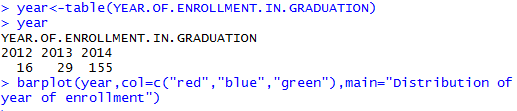 > year<-table(YEAR.OF.ENROLLMENT.IN.GRADUATION)
> year
YEAR.OF.ENROLLMENT.IN.GRADUATION
2012 2013 2014
16 29 155
> barplot(year,col=c("red","blue","green"),main="Distribution of
year of enrollment")